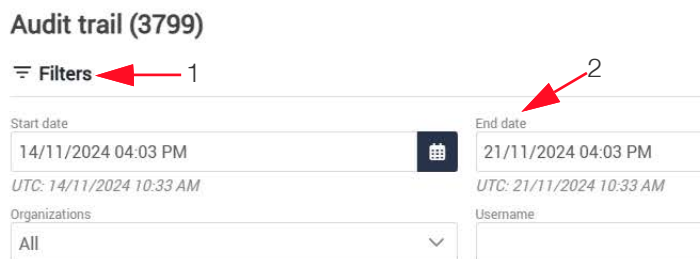 Audit trail (3799)
Filters 1
2
Start date End date
14/11/2024 04:03 PM 21/11/2024 04:03 PM
UTC: 14/11/2024 10:33 AM UTC: 21/11/2024 10:33 AM
Organizations Username
All